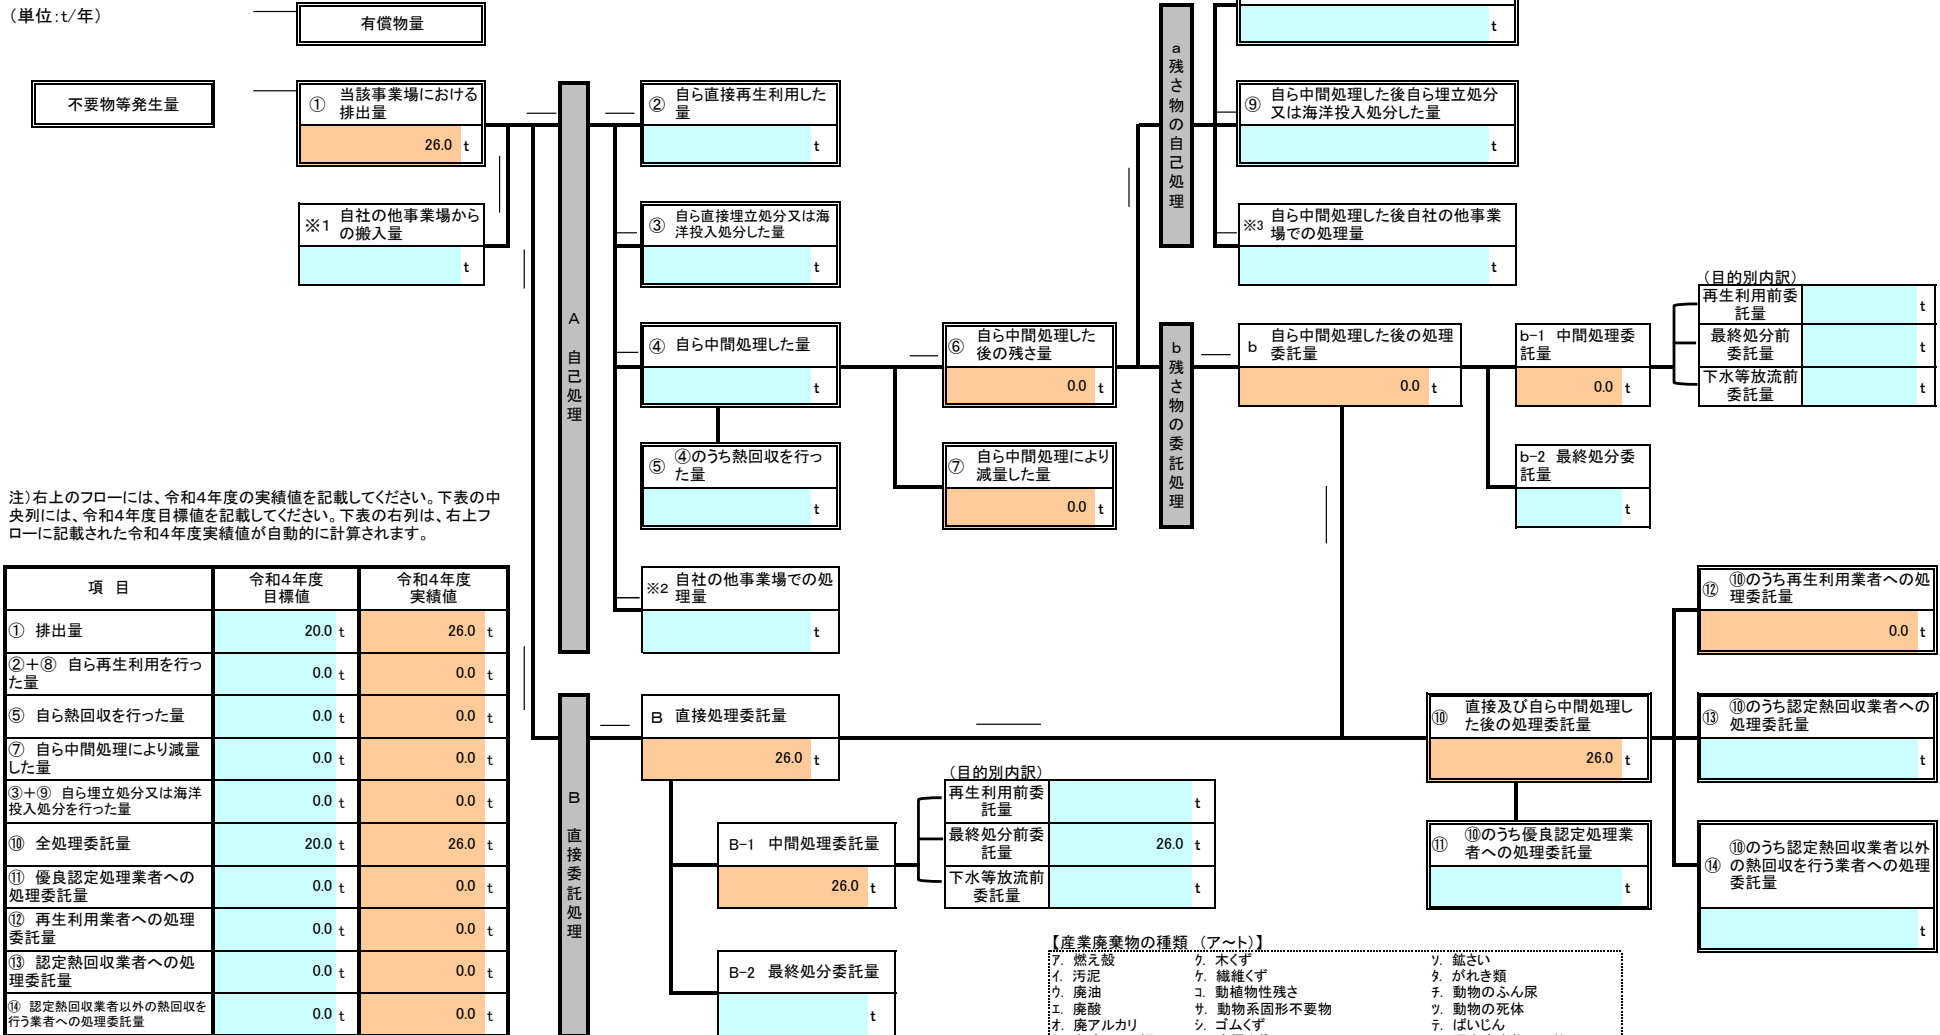 (単位:t/年)
有償物量
不要物等発生量
① 当該事業場における
排出量
26.0 t
※1 自社の他事業場から
の搬入量
t
A 自己処理
② 自ら直接再生利用した
量
t
③ 自ら直接埋立処分又は海
洋投入処分した量
t
④ 自ら中間処理した量
t
⑤ ④のうち熱回収を行っ
た量
t
※2 自社の他事業場での処
理量
t
⑥ 自ら中間処理した
後の残さ量
0.0 t
⑦ 自ら中間処理により
減量した量
0.0 t
a 残さ物の自己処理
t
⑨ 自ら中間処理した後自ら埋立処分
又は海洋投入処分した量
t
※3 自ら中間処理した後自社の他事業
場での処理量
t
b 残さ物の委託処理
b 自ら中間処理した後の処理
委託量
0.0 t
b-1 中間処理委
託量
0.0 t
b-2 最終処分委
託量
t
(目的別内訳)
再生利用前委
託量
t
最終処分前
委託量
t
下水等放流前
委託量
t
注)右上のフローには、令和4年度の実績値を記載してください。下表の中
央列には、令和4年度目標値を記載してください。下表の右列は、右上フ
ローに記載された令和4年度実績値が自動的に計算されます。
項 目 令和4年度
目標値 令和4年度
実績値
① 排出量 20.0 t 26.0 t
②+⑧ 自ら再生利用を行っ
た量 0.0 t 0.0 t
⑤ 自ら熱回収を行った量 0.0 t 0.0 t
⑦ 自ら中間処理により減量
した量 0.0 t 0.0 t
③+⑨ 自ら埋立処分又は海洋
投入処分を行った量 0.0 t 0.0 t
⑩ 全処理委託量 20.0 t 26.0 t
⑪ 優良認定処理業者への
処理委託量 0.0 t 0.0 t
⑫ 再生利用業者への処理
委託量 0.0 t 0.0 t
⑬ 認定熱回収業者への処
理委託量 0.0 t 0.0 t
⑭ 認定熱回収業者以外の熱回収を
行う業者への処理委託量 0.0 t 0.0 t
B 直接委託処理
B 直接処理委託量
26.0 t
B-1 中間処理委託量
26.0 t
B-2 最終処分委託量
t
(目的別内訳)
再生利用前委
託量
t
最終処分前委
託量
26.0 t
下水等放流前
委託量
t
⑩ 直接及び自ら中間処理し
た後の処理委託量
26.0 t
⑪ ⑩のうち優良認定処理業
者への処理委託量
t
⑫ ⑩のうち再生利用業者への処
理委託量
0.0 t
⑬ ⑩のうち認定熱回収業者への
処理委託量
t
⑭ ⑩のうち認定熱回収業者以外
の熱回収を行う業者への処理
委託量
t
【産業廃棄物の種類 (ア~ト)】
ア. 燃え殻 ク. 木くず ソ. 鉱さい
イ. 汚泥 ケ. 繊維くず タ. がれき類
ウ. 廃油 コ. 動植物性残さ チ. 動物のふん尿
エ. 廃酸 サ. 動物系固形不要物 ツ. 動物の死体
オ. 廃アルカリ シ. ゴムくず テ. ばいじん